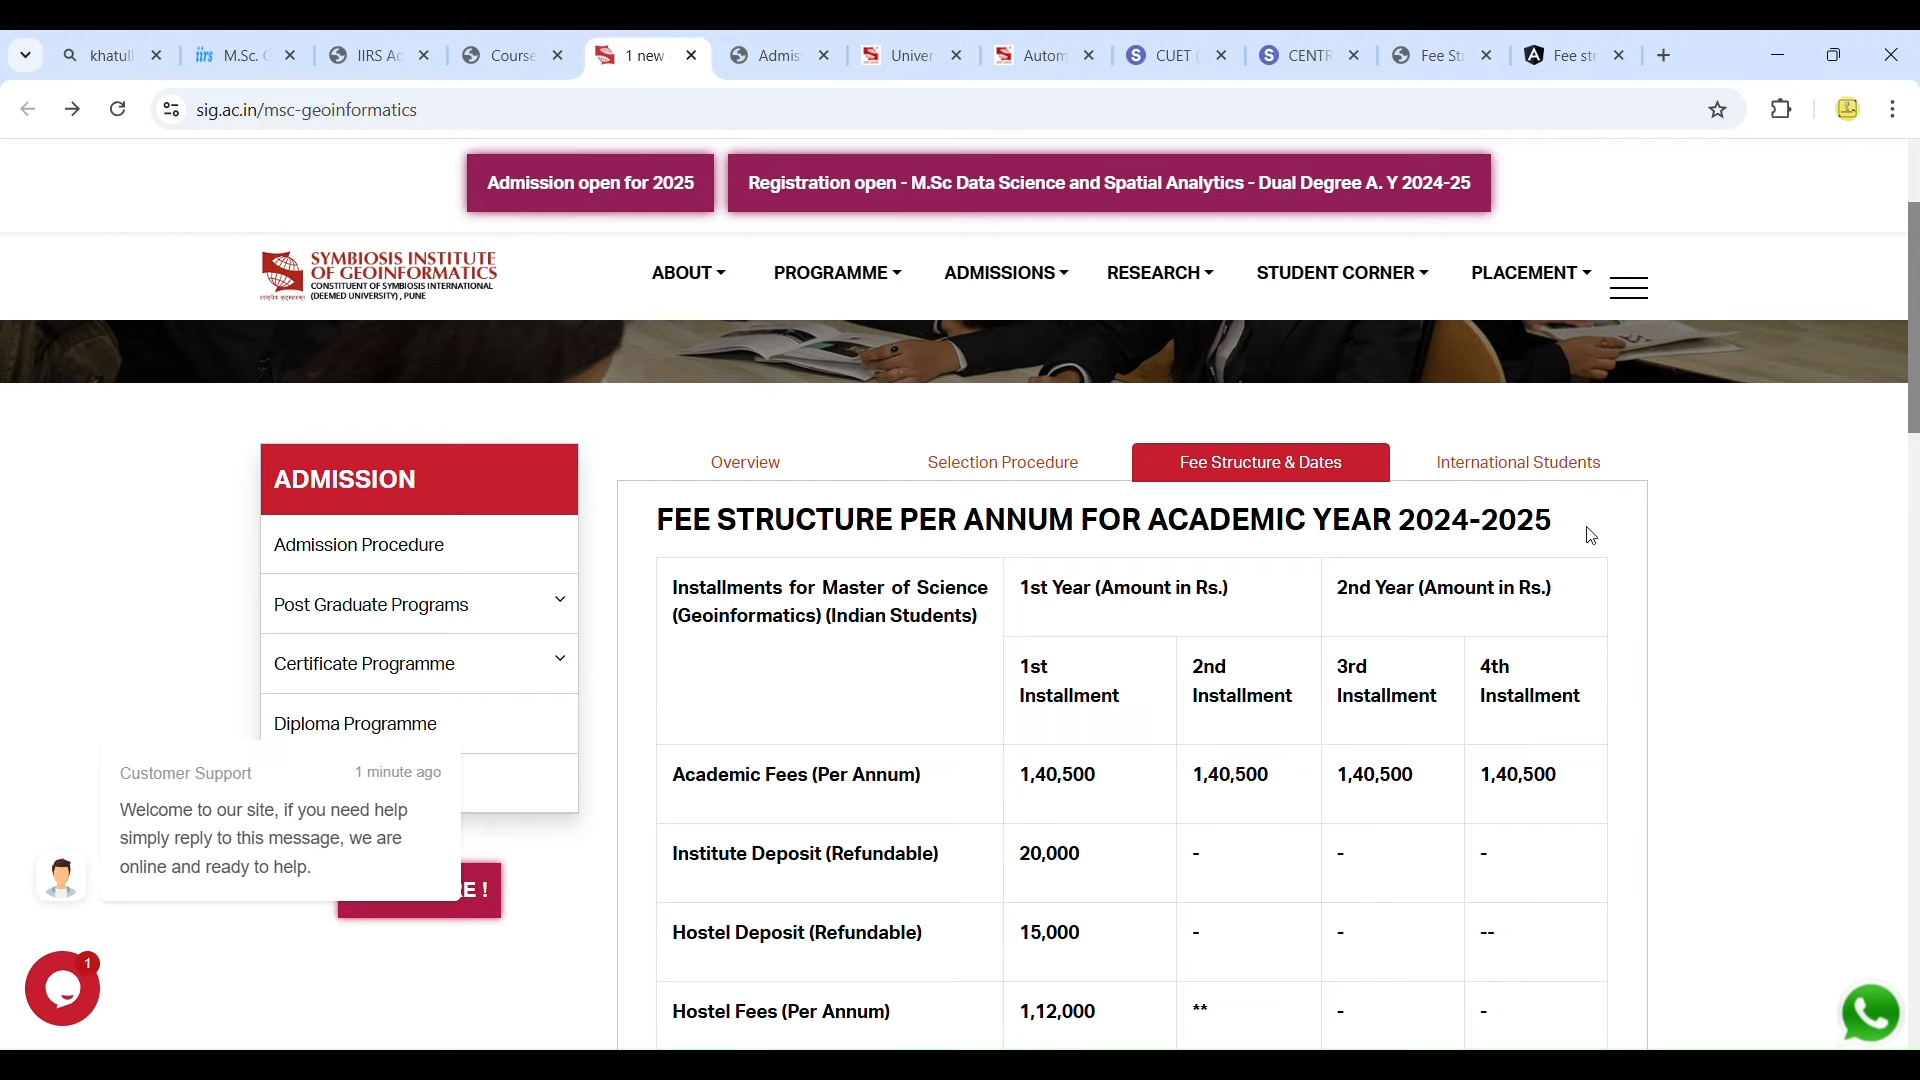 khatuli
M.Sc. G
IIRS Ac
Course
1 new
Admis
Univer
Autom
CUET (
CENTR
Fee Str
Fee str
sig.ac.in/msc-geoinformatics
Admission open for 2025
Registration open - M.Sc Data Science and Spatial Analytics - Dual Degree A. Y 2024-25
SYMBIOSIS INSTITUTE
OF GEOINFORMATICS
CONSTITUENT OF SYMBIOSIS INTERNATIONAL
(DEEMED UNIVERSITY), PUNE
ABOUT
PROGRAMME
ADMISSIONS
RESEARCH
STUDENT CORNER
PLACEMENT
ADMISSION
Admission Procedure
Post Graduate Programs
Certificate Programme
Diploma Programme
Overview
Selection Procedure
Fee Structure & Dates
International Students
FEE STRUCTURE PER ANNUM FOR ACADEMIC YEAR 2024-2025
Installments for Master of Science
(Geoinformatics) (Indian Students)
1st Year (Amount in Rs.)
2nd Year (Amount in Rs.)
1st
Installment
2nd
Installment
3rd
Installment
4th
Installment
Academic Fees (Per Annum) 1,40,500 1,40,500 1,40,500 1,40,500
Institute Deposit (Refundable) 20,000 - - -
Hostel Deposit (Refundable) 15,000 - - --
Hostel Fees (Per Annum) 1,12,000 ** - -
Customer Support
1 minute ago
Welcome to our site, if you need help
simply reply to this message, we are
online and ready to help.
RE !
1